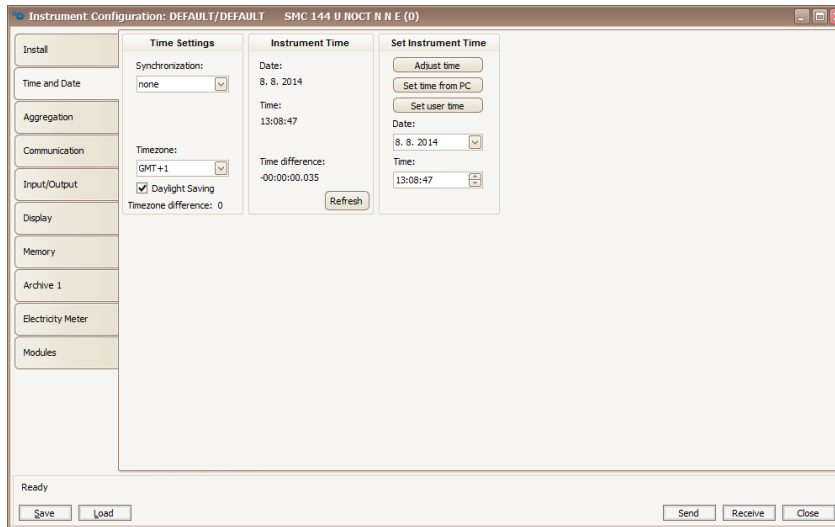 Instrument Configuration: DEFAULT/DEFAULT SMC 144 U NOCT N N E (0)
Install
Time and Date
Aggregation
Communication
Input/Output
Display
Memory
Archive 1
Electricity Meter
Modules
Time Settings
Synchronization:
none
Timezone:
GMT+1
Daylight Saving
Timezone difference: 0
Instrument Time
Date:
8. 8. 2014
Time:
13:08:47
Time difference:
-00:00:00.035
Refresh
Set Instrument Time
Adjust time
Set time from PC
Set user time
Date:
8. 8. 2014
Time:
13:08:47
Ready
Save Load Send Receive Close